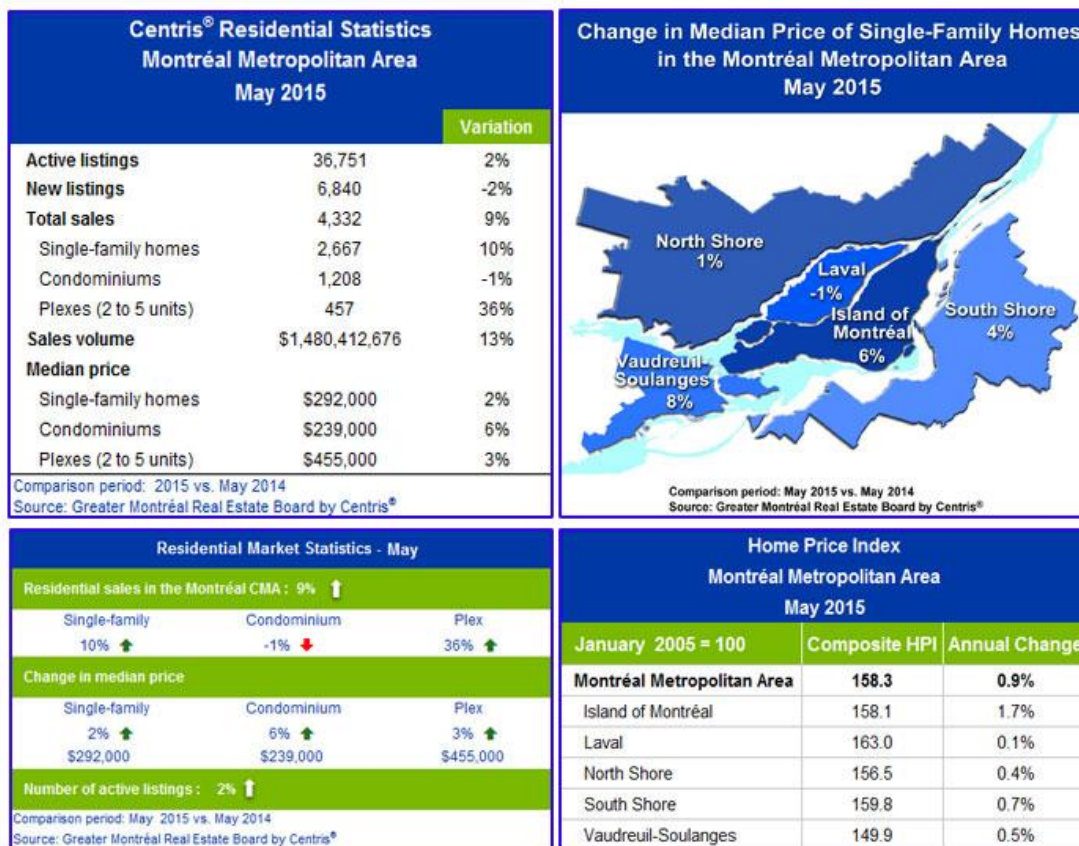 Centris® Residential Statistics
Montréal Metropolitan Area
May 2015
Variation
Active listings 36,751 2%
New listings 6,840 -2%
Total sales 4,332 9%
Single-family homes 2,667 10%
Condominiums 1,208 -1%
Plexes (2 to 5 units) 457 36%
Sales volume $1,480,412,676 13%
Median price
Single-family homes $292,000 2%
Condominiums $239,000 6%
Plexes (2 to 5 units) $455,000 3%
Comparison period: 2015 vs. May 2014
Source: Greater Montréal Real Estate Board by Centris®
Change in Median Price of Single-Family Homes
in the Montréal Metropolitan Area
May 2015
North Shore
1%
Laval
-1%
Island of
Montréal
6%
South Shore
4%
Vaudreuil-
Soulanges
8%
Comparison period: May 2015 vs. May 2014
Source: Greater Montréal Real Estate Board by Centris®
Residential Market Statistics - May
Residential sales in the Montréal CMA : 9%
Single-family Condominium Plex
10% -1% 36%
Change in median price
Single-family Condominium Plex
2% 6% 3%
$292,000 $239,000 $455,000
Number of active listings : 2%
Comparison period: May 2015 vs. May 2014
Source: Greater Montréal Real Estate Board by Centris®
Home Price Index
Montréal Metropolitan Area
May 2015
January 2005 = 100 Composite HPI Annual Change
Montréal Metropolitan Area 158.3 0.9%
Island of Montréal 158.1 1.7%
Laval 163.0 0.1%
North Shore 156.5 0.4%
South Shore 159.8 0.7%
Vaudreuil-Soulanges 149.9 0.5%